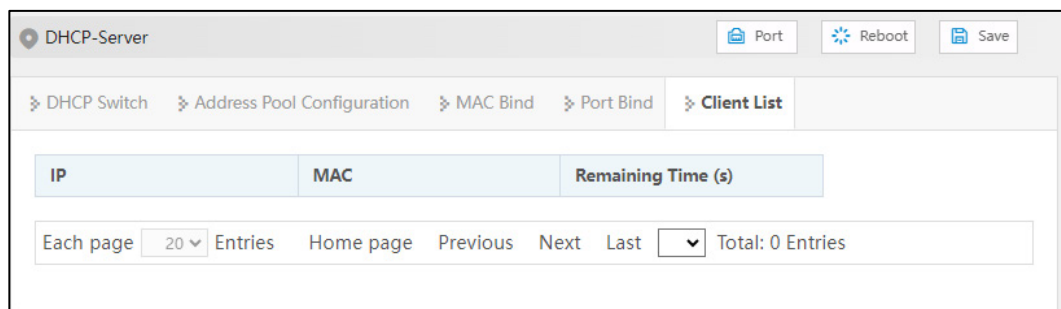 DHCP-Server Port Reboot Save
DHCP Switch Address Pool Configuration MAC Bind Port Bind Client List
IP MAC Remaining Time (s)
Each page 20 Entries Home page Previous Next Last Total: 0 Entries